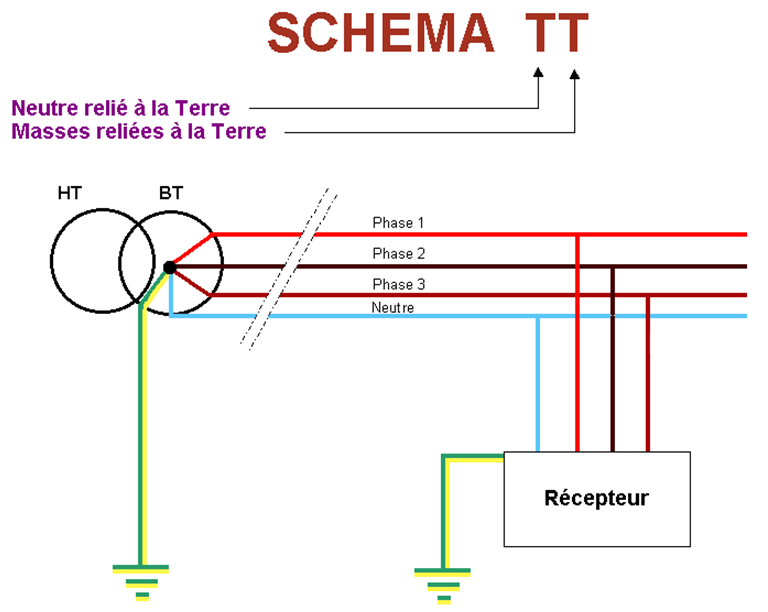 SCHEMA TT
Neutre relié à la Terre
Masses reliées à la Terre
HT
BT
Phase 1
Phase 2
Phase 3
Neutre
Récepteur